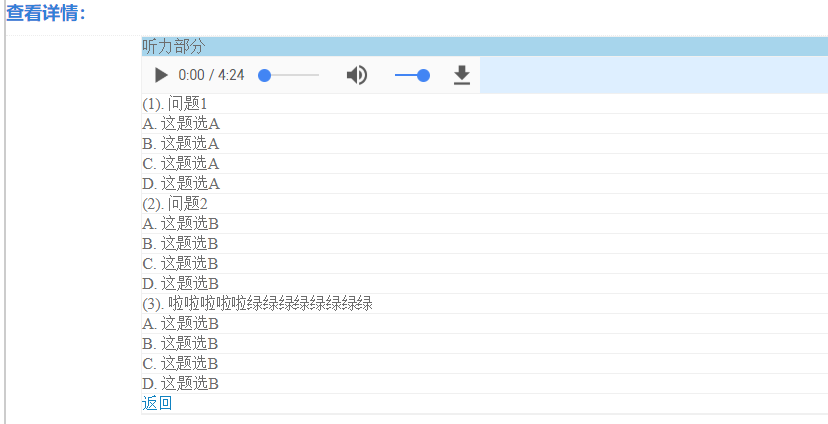 查看详情：
听力部分
0:00 / 4:24
(1). 问题1
A. 这题选A
B. 这题选A
C. 这题选A
D. 这题选A
(2). 问题2
A. 这题选B
B. 这题选B
C. 这题选B
D. 这题选B
(3). 啦啦啦啦啦绿绿绿绿绿绿绿绿
A. 这题选B
B. 这题选B
C. 这题选B
D. 这题选B
返回